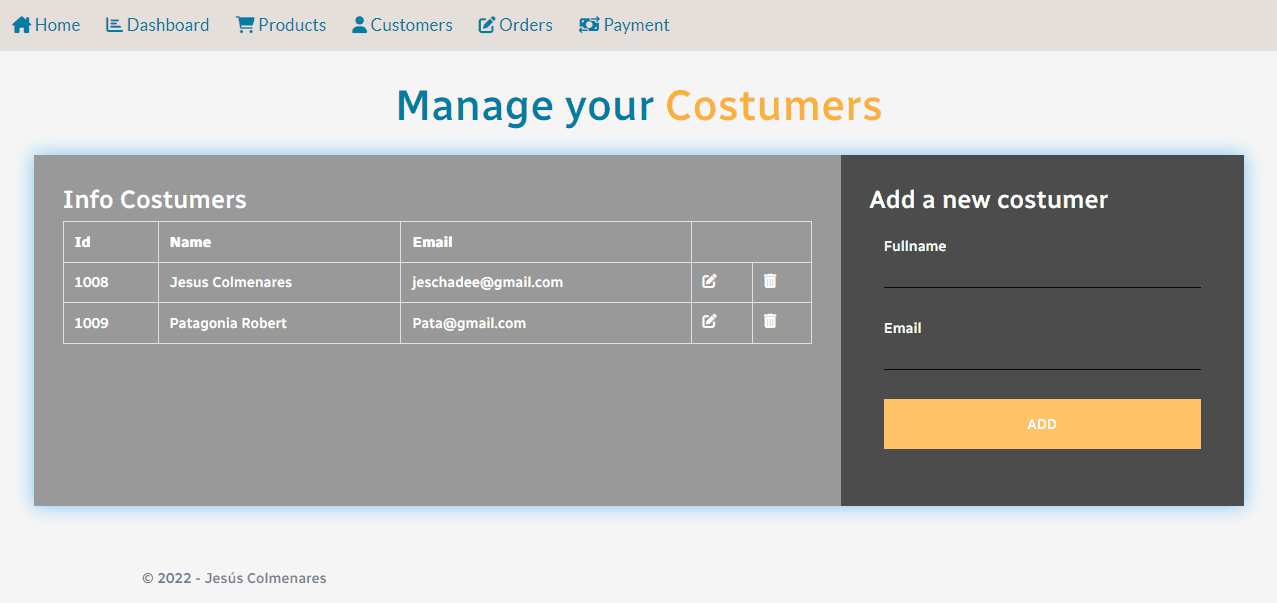 Home Dashboard Products Customers Orders Payment
Manage your Costumers
Info Costumers
Id Name Email
1008 Jesus Colmenares jeschadee@gmail.com
1009 Patagonia Robert Pata@gmail.com
Add a new costumer
Fullname
Email
ADD
© 2022 - Jesús Colmenares